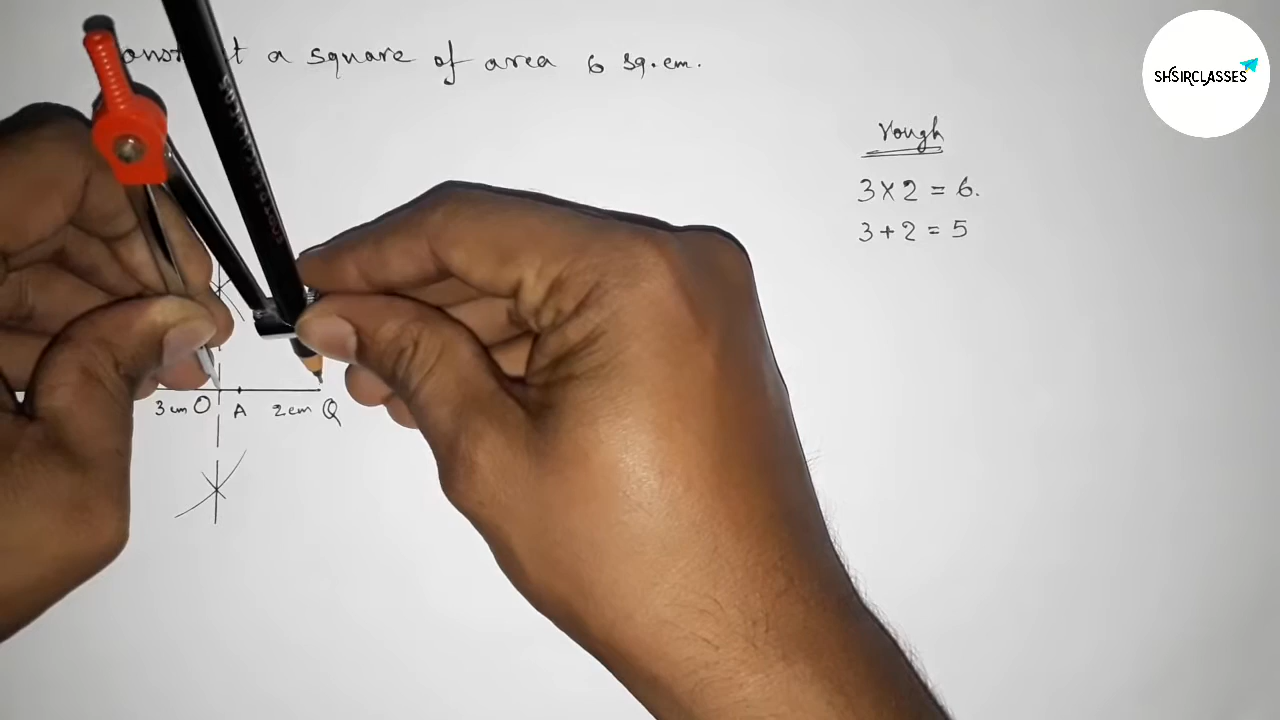 a square of area 6 sq.cm.
SHSIRCLASSES
rough
3 × 2 = 6.
3 + 2 = 5
3 cm O A 2 cm Q